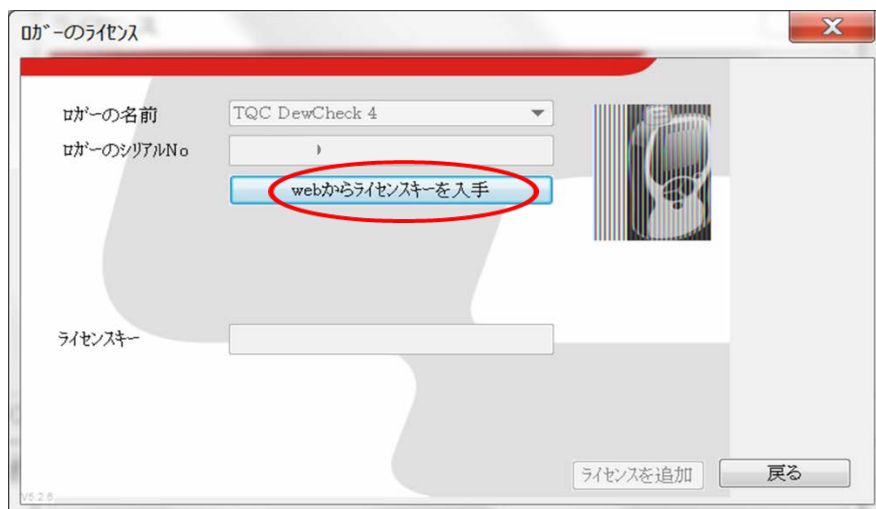 ロガーのライセンス
ロガーの名前
TQC DewCheck 4
ロガーのシリアルNo
webからライセンスキーを入手
ライセンスキー
ライセンスを追加
戻る
V5.2.6